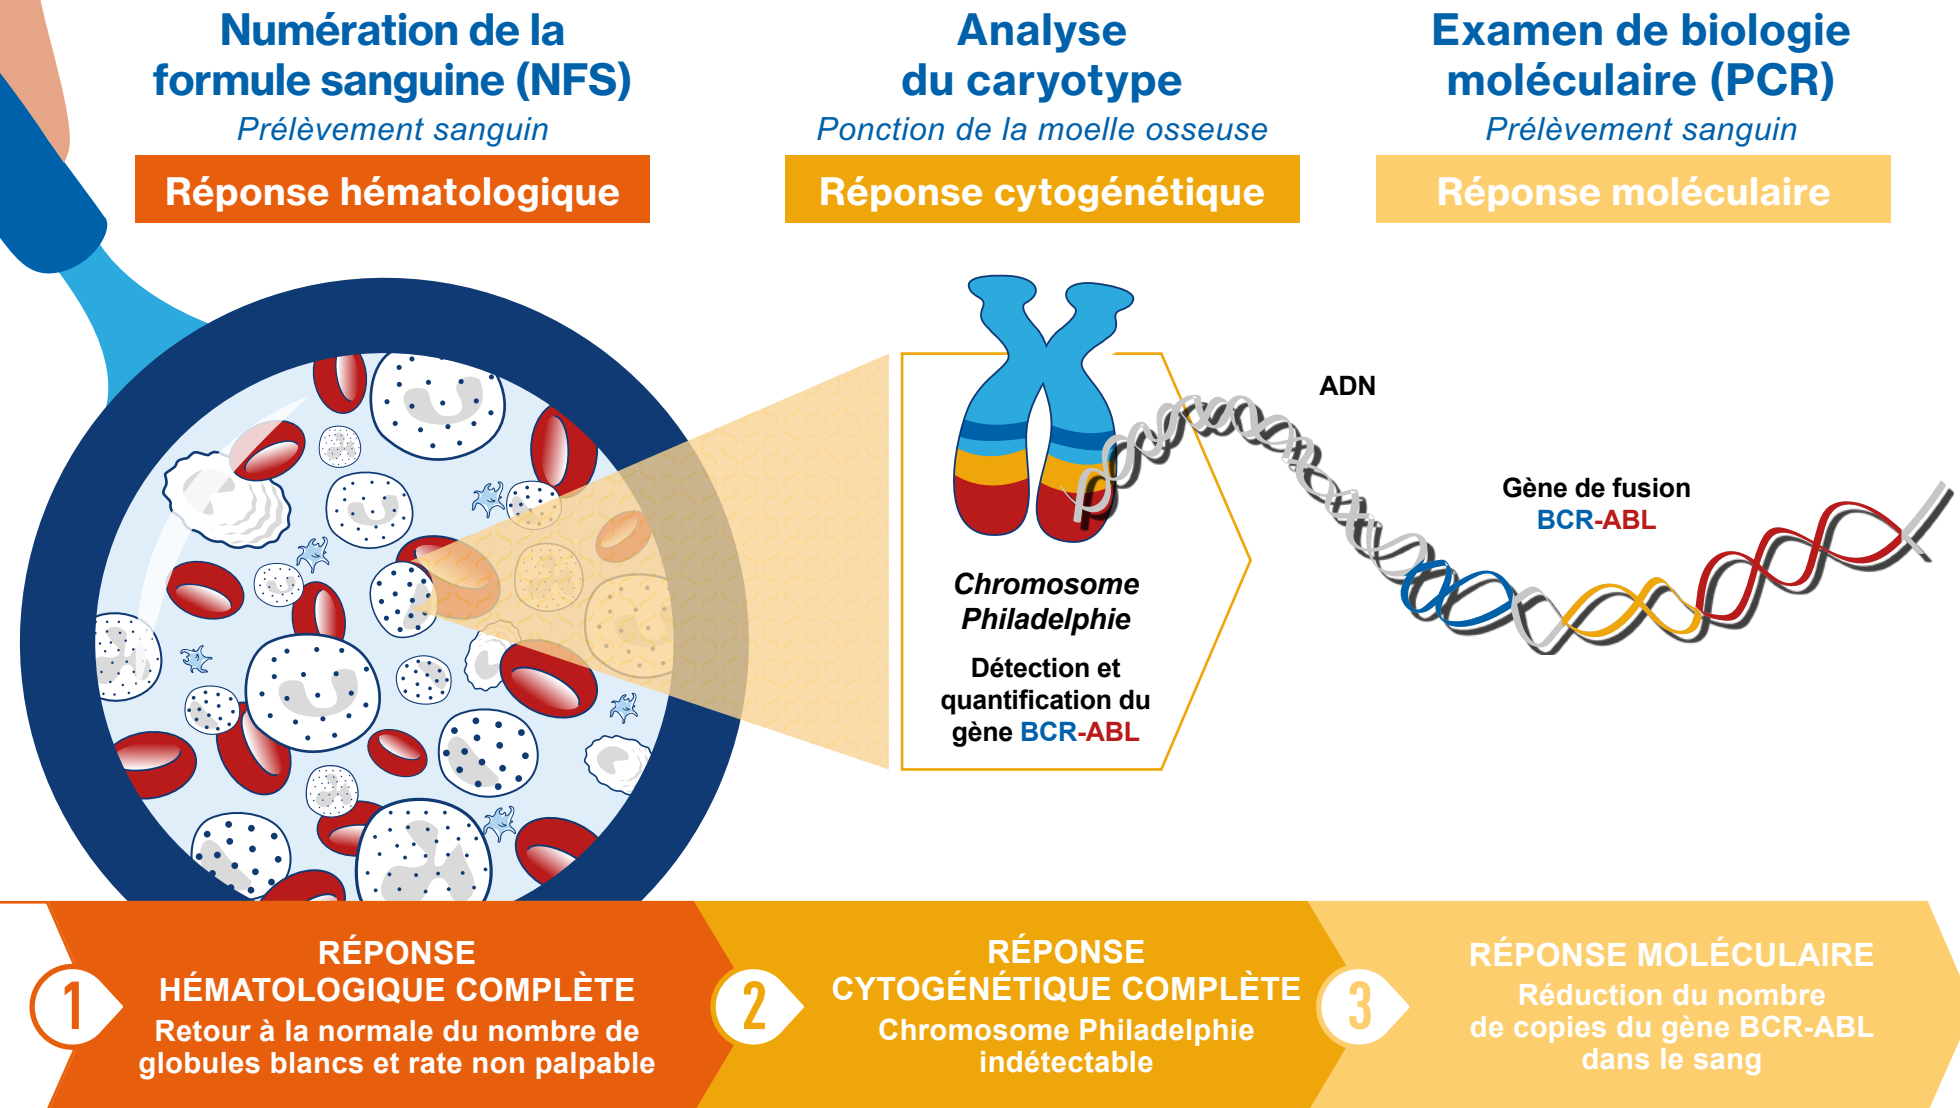 Numération de la
formule sanguine (NFS)
Prélèvement sanguin
Réponse hématologique
Analyse
du caryotype
Ponction de la moelle osseuse
Réponse cytogénétique
Examen de biologie
moléculaire (PCR)
Prélèvement sanguin
Réponse moléculaire
ADN
Gène de fusion
BCR-ABL
Chromosome
Philadelphie
Détection et
quantification du
gène BCR-ABL
1
RÉPONSE
HÉMATOLOGIQUE COMPLÈTE
Retour à la normale du nombre de
globules blancs et rate non palpable
2
RÉPONSE
CYTOGÉNÉTIQUE COMPLÈTE
Chromosome Philadelphie
indétectable
3
RÉPONSE MOLÉCULAIRE
Réduction du nombre
de copies du gène BCR-ABL
dans le sang